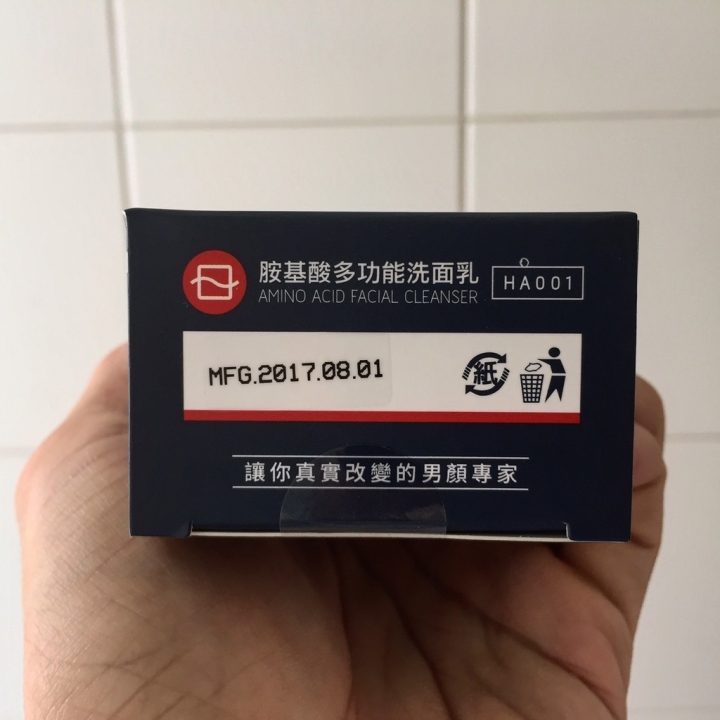 胺基酸多功能洗面乳
AMINO ACID FACIAL CLEANSER
HA001
MFG.2017.08.01
紙
讓你真實改變的男顏專家